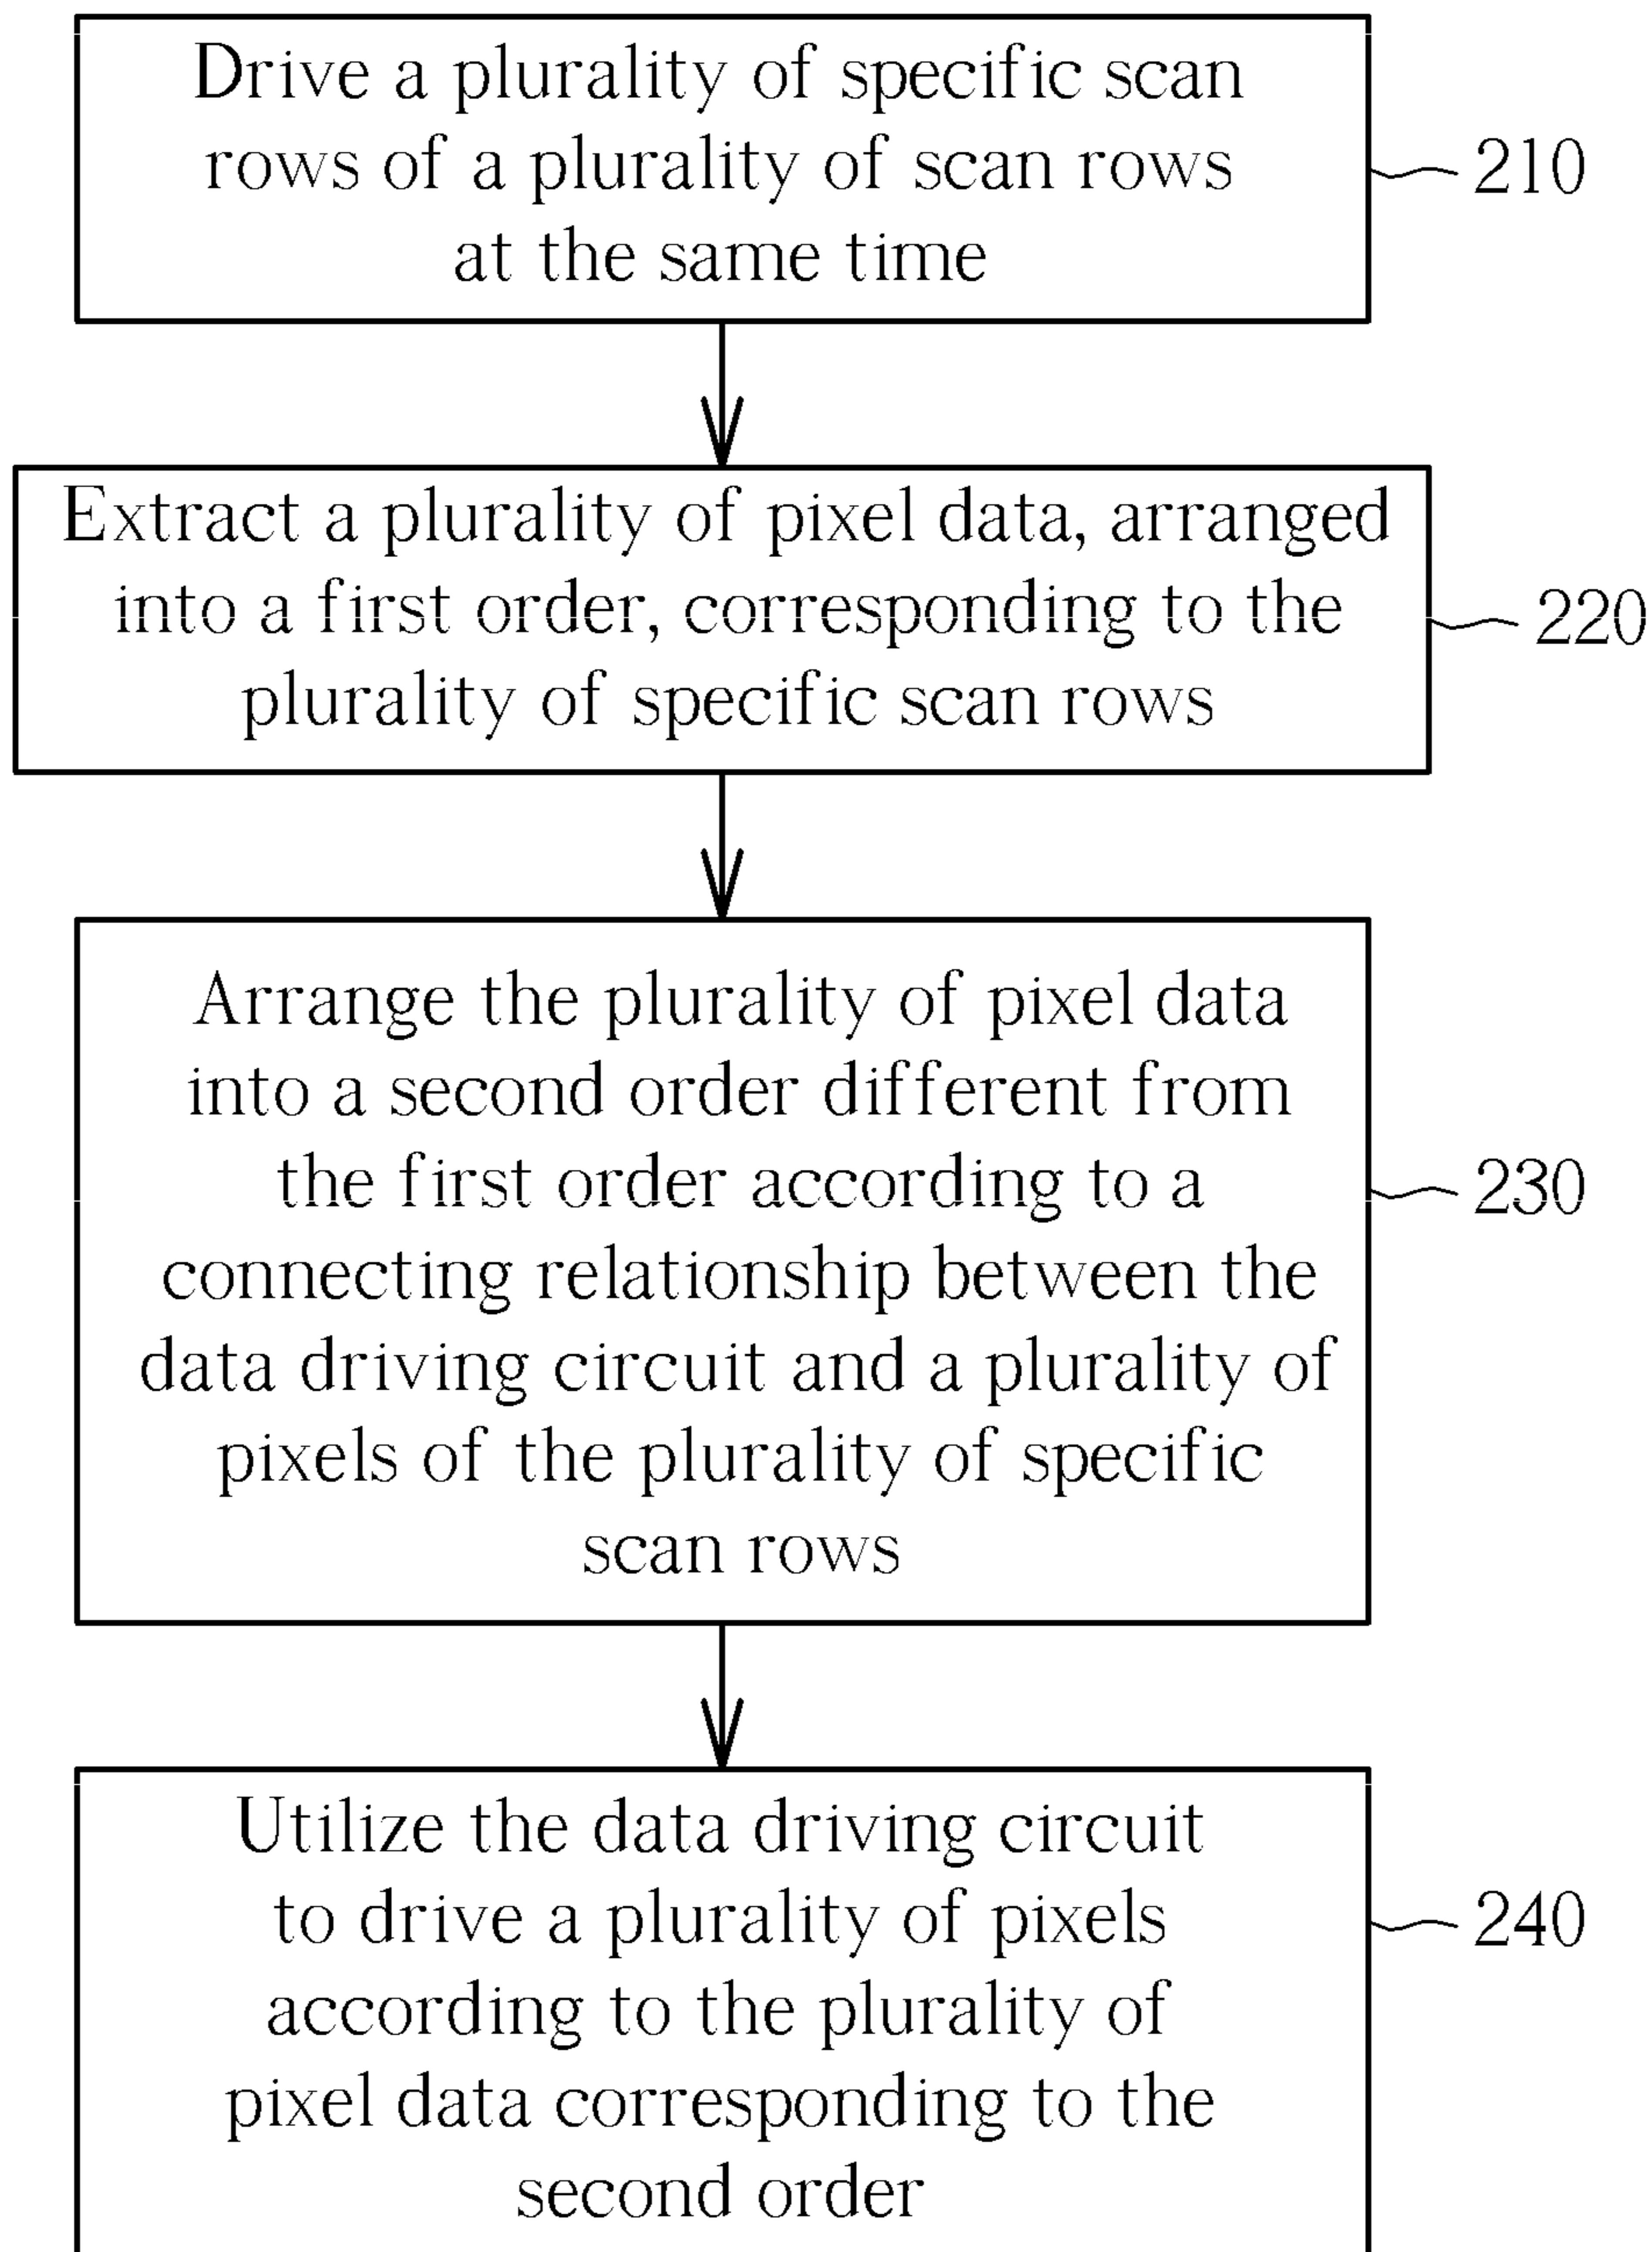 Drive a plurality of specific scan
rows of a plurality of scan rows
at the same time
210
Extract a plurality of pixel data, arranged
into a first order, corresponding to the
plurality of specific scan rows
220
Arrange the plurality of pixel data
into a second order different from
the first order according to a
connecting relationship between the
data driving circuit and a plurality of
pixels of the plurality of specific
scan rows
230
Utilize the data driving circuit
to drive a plurality of pixels
according to the plurality of
pixel data corresponding to the
second order
240